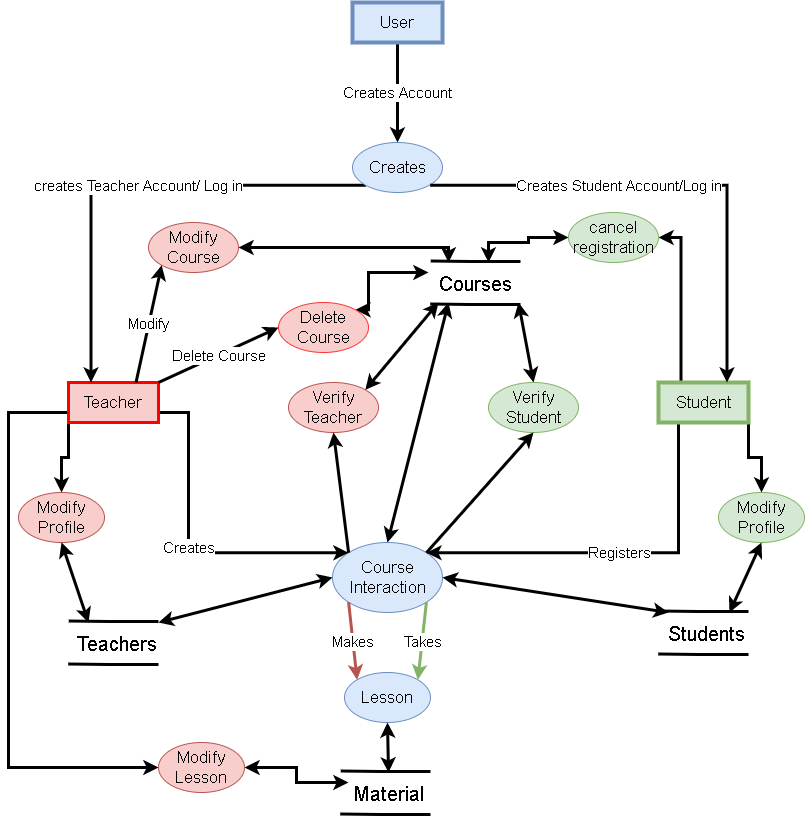 User
Creates Account
Creates
creates Teacher Account/ Log in
Creates Student Account/Log in
Modify
Course
cancel
registration
Courses
Delete
Course
Modify
Delete Course
Teacher
Verify
Teacher
Verify
Student
Student
Modify
Profile
Modify
Profile
Creates
Registers
Course
Interaction
Teachers
Students
Makes
Takes
Lesson
Modify
Lesson
Material